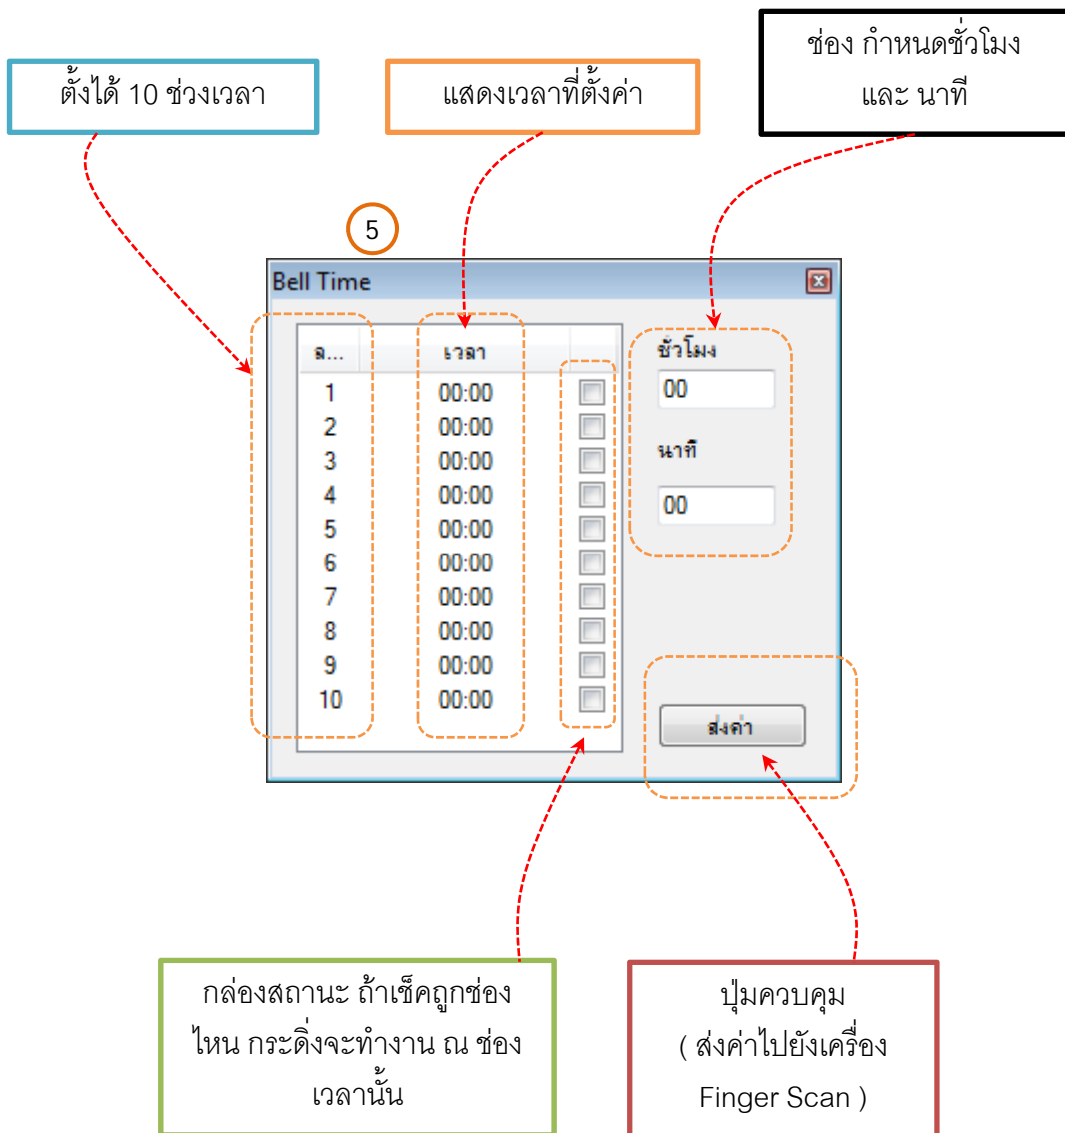 ช่อง กำหนดชั่วโมง
และ นาที
ตั้งได้ 10 ช่วงเวลา
แสดงเวลาที่ตั้งค่า
5
Bell Time
ล... เวลา
1 00:00
2 00:00
3 00:00
4 00:00
5 00:00
6 00:00
7 00:00
8 00:00
9 00:00
10 00:00
ชั่วโมง
00
นาที
00
ส่งค่า
กล่องสถานะ ถ้าเช็คถูกช่อง
ไหน กระดิ่งจะทำงาน ณ ช่อง
เวลานั้น
ปุ่มควบคุม
( ส่งค่าไปยังเครื่อง
Finger Scan )